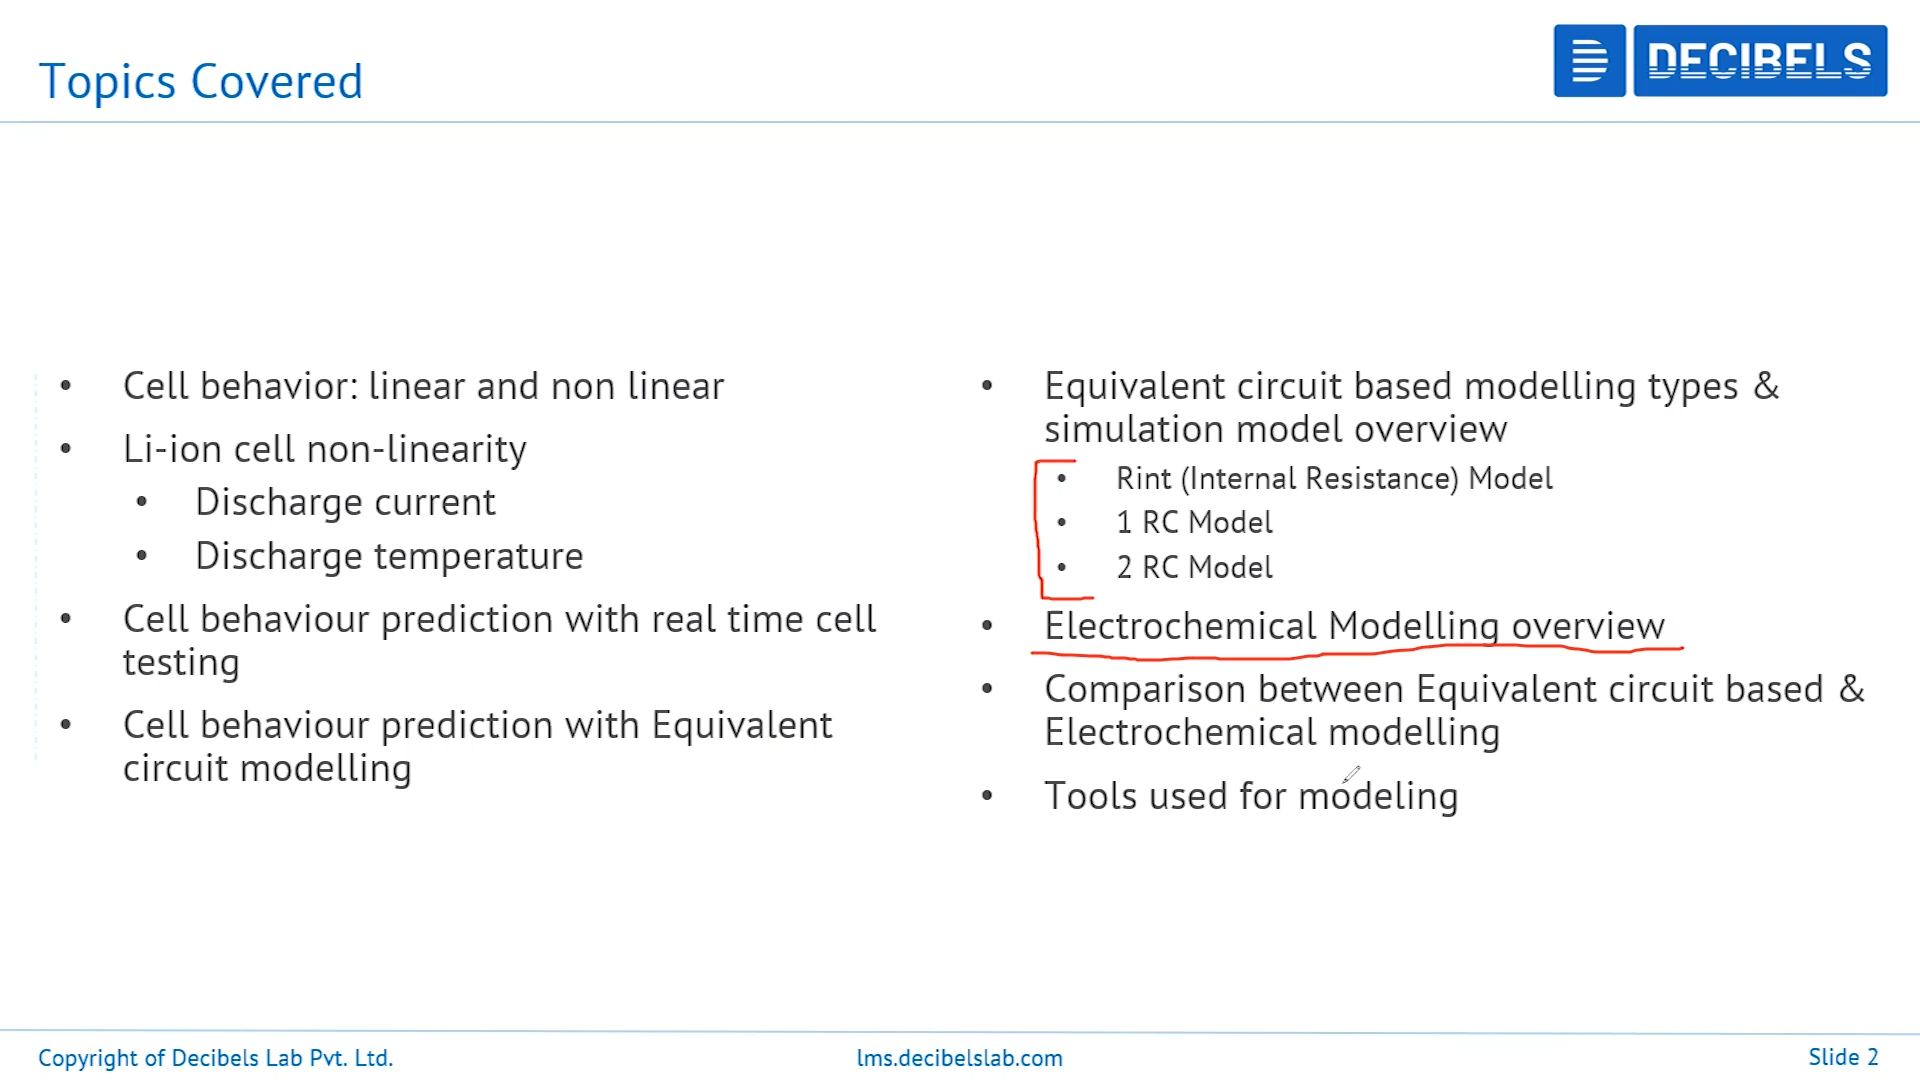 Topics Covered
DECIBELS
• Cell behavior: linear and non linear
• Li-ion cell non-linearity
• Discharge current
• Discharge temperature
• Cell behaviour prediction with real time cell
testing
• Cell behaviour prediction with Equivalent
circuit modelling
• Equivalent circuit based modelling types &
simulation model overview
• Rint (Internal Resistance) Model
• 1 RC Model
• 2 RC Model
• Electrochemical Modelling overview
• Comparison between Equivalent circuit based &
Electrochemical modelling
• Tools used for modeling
Copyright of Decibels Lab Pvt. Ltd.
lms.decibelslab.com
Slide 2